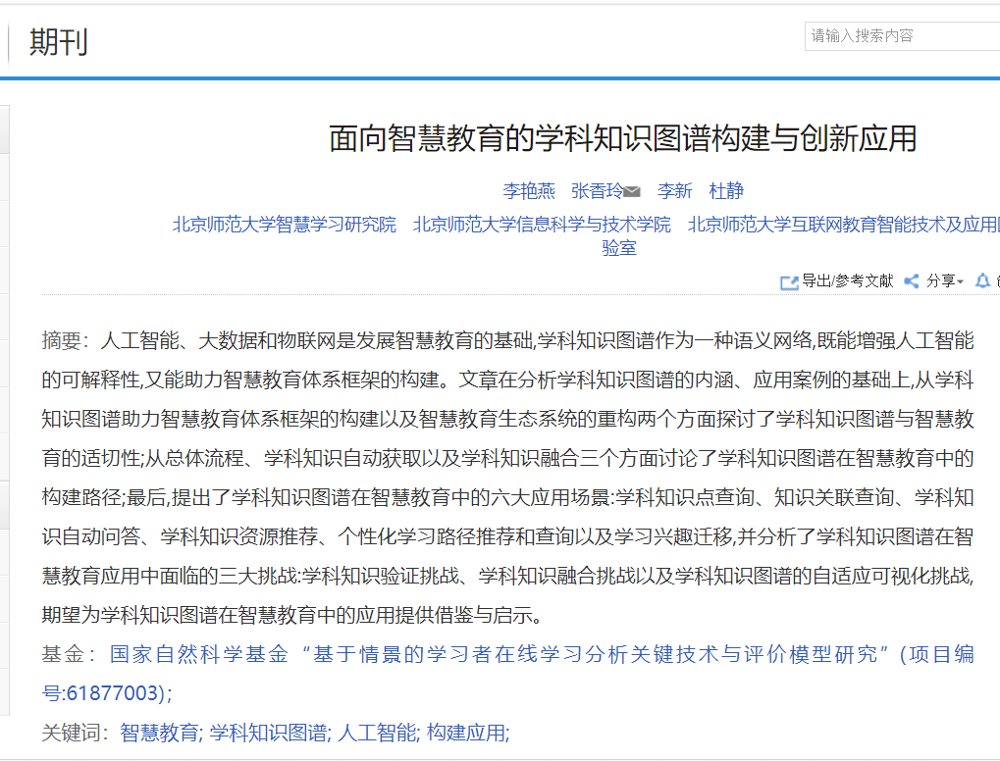 期刊
请输入搜索内容
面向智慧教育的学科知识图谱构建与创新应用
李艳燕 张香玲 李新 杜静
北京师范大学智慧学习研究院 北京师范大学信息科学与技术学院 北京师范大学互联网教育智能技术及应用
验室
导出/参考文献 分享
摘要：人工智能、大数据和物联网是发展智慧教育的基础,学科知识图谱作为一种语义网络,既能增强人工智能
的可解释性,又能助力智慧教育体系框架的构建。文章在分析学科知识图谱的内涵、应用案例的基础上,从学科
知识图谱助力智慧教育体系框架的构建以及智慧教育生态系统的重构两个方面探讨了学科知识图谱与智慧教
育的适切性;从总体流程、学科知识自动获取以及学科知识融合三个方面讨论了学科知识图谱在智慧教育中的
构建路径;最后,提出了学科知识图谱在智慧教育中的六大应用场景:学科知识点查询、知识关联查询、学科知
识自动问答、学科知识资源推荐、个性化学习路径推荐和查询以及学习兴趣迁移,并分析了学科知识图谱在智
慧教育应用中面临的三大挑战:学科知识验证挑战、学科知识融合挑战以及学科知识图谱的自适应可视化挑战,
期望为学科知识图谱在智慧教育中的应用提供借鉴与启示。
基金：国家自然科学基金“基于情景的学习者在线学习分析关键技术与评价模型研究”(项目编
号:61877003);
关键词：智慧教育; 学科知识图谱; 人工智能; 构建应用;